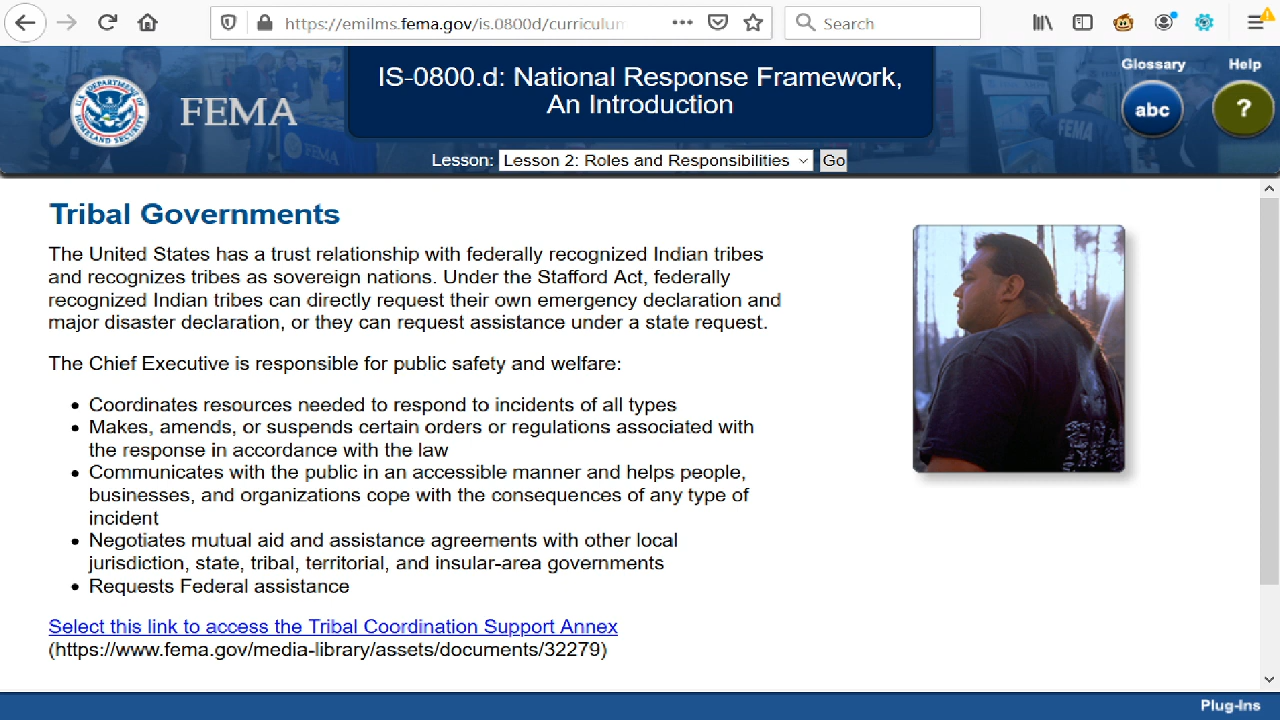 https://emilms.fema.gov/is.0800d/curriculum
Search
U.S. DEPARTMENT OF
HOMELAND SECURITY
FEMA
IS-0800.d: National Response Framework,
An Introduction
Glossary
Help
abc
?
FEMA
FEMA
Lesson: Lesson 2: Roles and Responsibilities Go
Tribal Governments
The United States has a trust relationship with federally recognized Indian tribes
and recognizes tribes as sovereign nations. Under the Stafford Act, federally
recognized Indian tribes can directly request their own emergency declaration and
major disaster declaration, or they can request assistance under a state request.
The Chief Executive is responsible for public safety and welfare:
• Coordinates resources needed to respond to incidents of all types
• Makes, amends, or suspends certain orders or regulations associated with
the response in accordance with the law
• Communicates with the public in an accessible manner and helps people,
businesses, and organizations cope with the consequences of any type of
incident
• Negotiates mutual aid and assistance agreements with other local
jurisdiction, state, tribal, territorial, and insular-area governments
• Requests Federal assistance
Select this link to access the Tribal Coordination Support Annex
(https://www.fema.gov/media-library/assets/documents/32279)
Plug-Ins